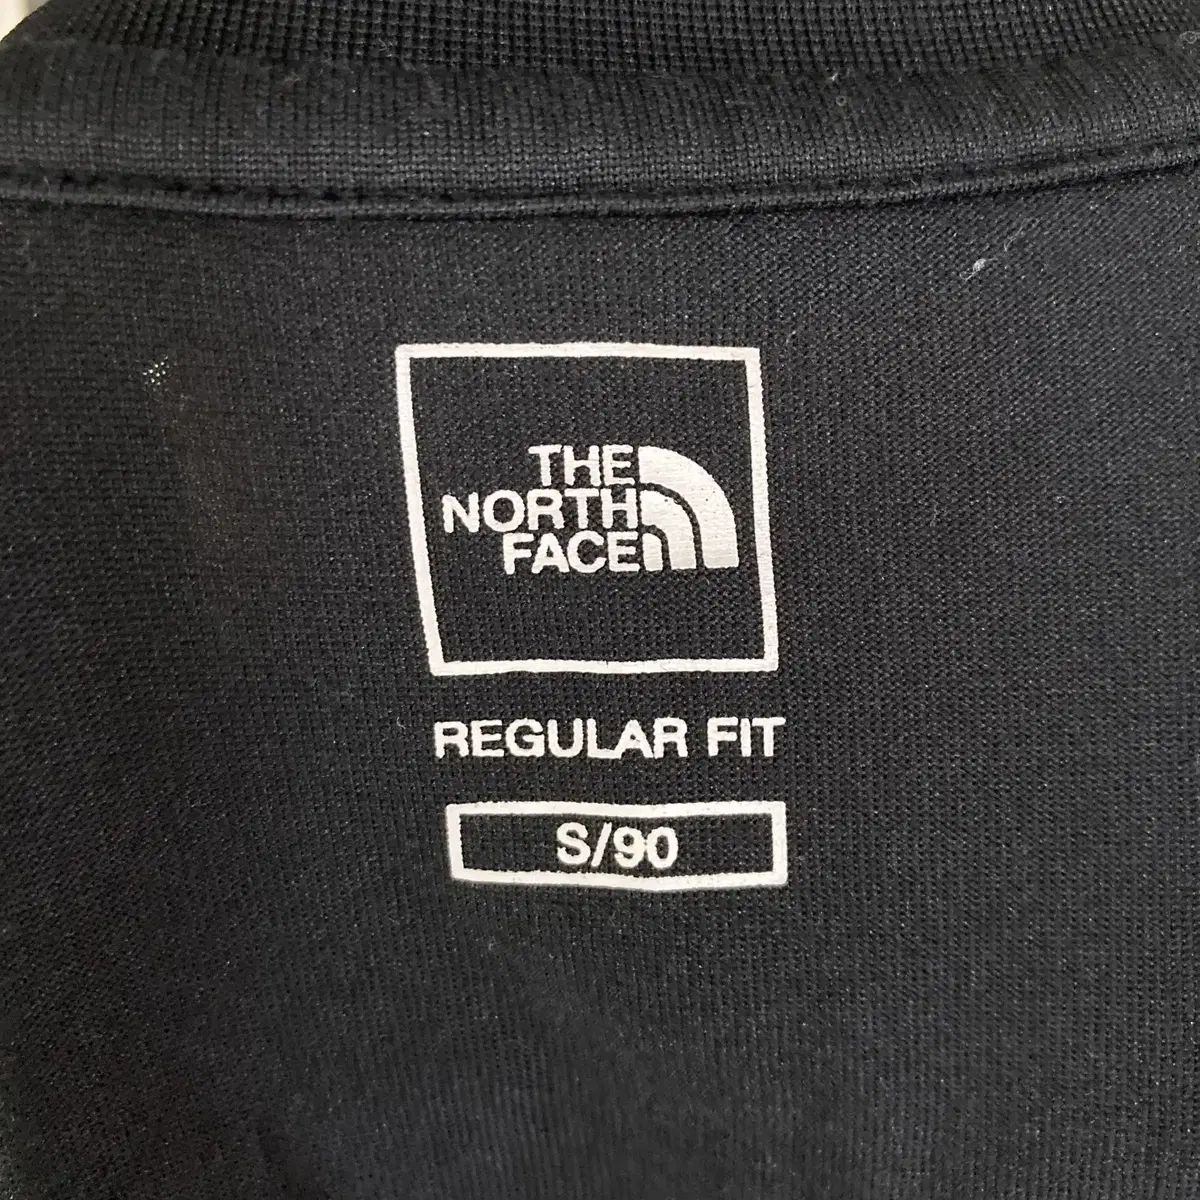 THE
NORTH
FACE
REGULAR FIT
S/90